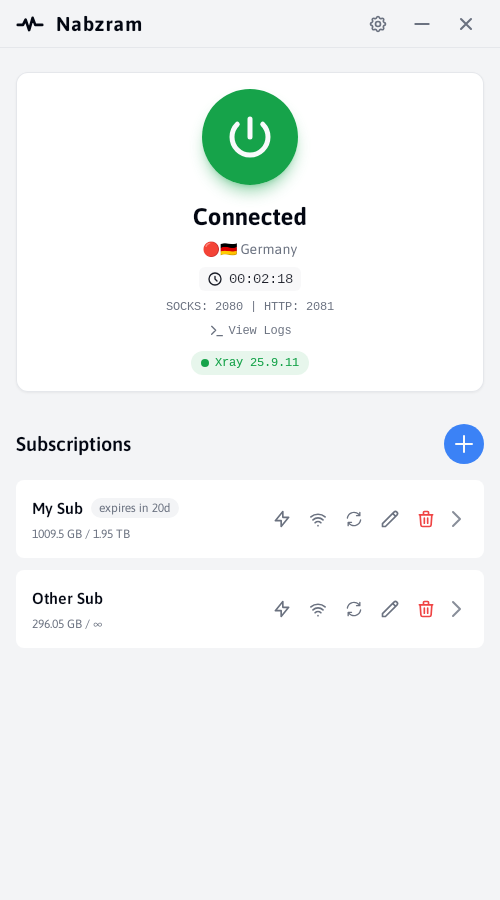 Nabzram
Connected
🔴🇩🇪 Germany
00:02:18
SOCKS: 2080 | HTTP: 2081
View Logs
Xray 25.9.11
Subscriptions
My Sub expires in 20d
1009.5 GB / 1.95 TB
Other Sub
296.05 GB / ∞